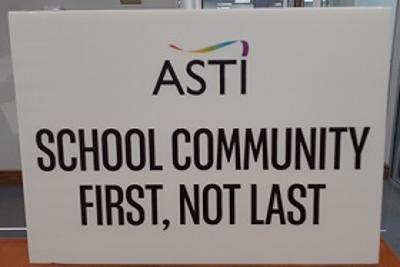 ASTI
SCHOOL COMMUNITY
FIRST, NOT LAST